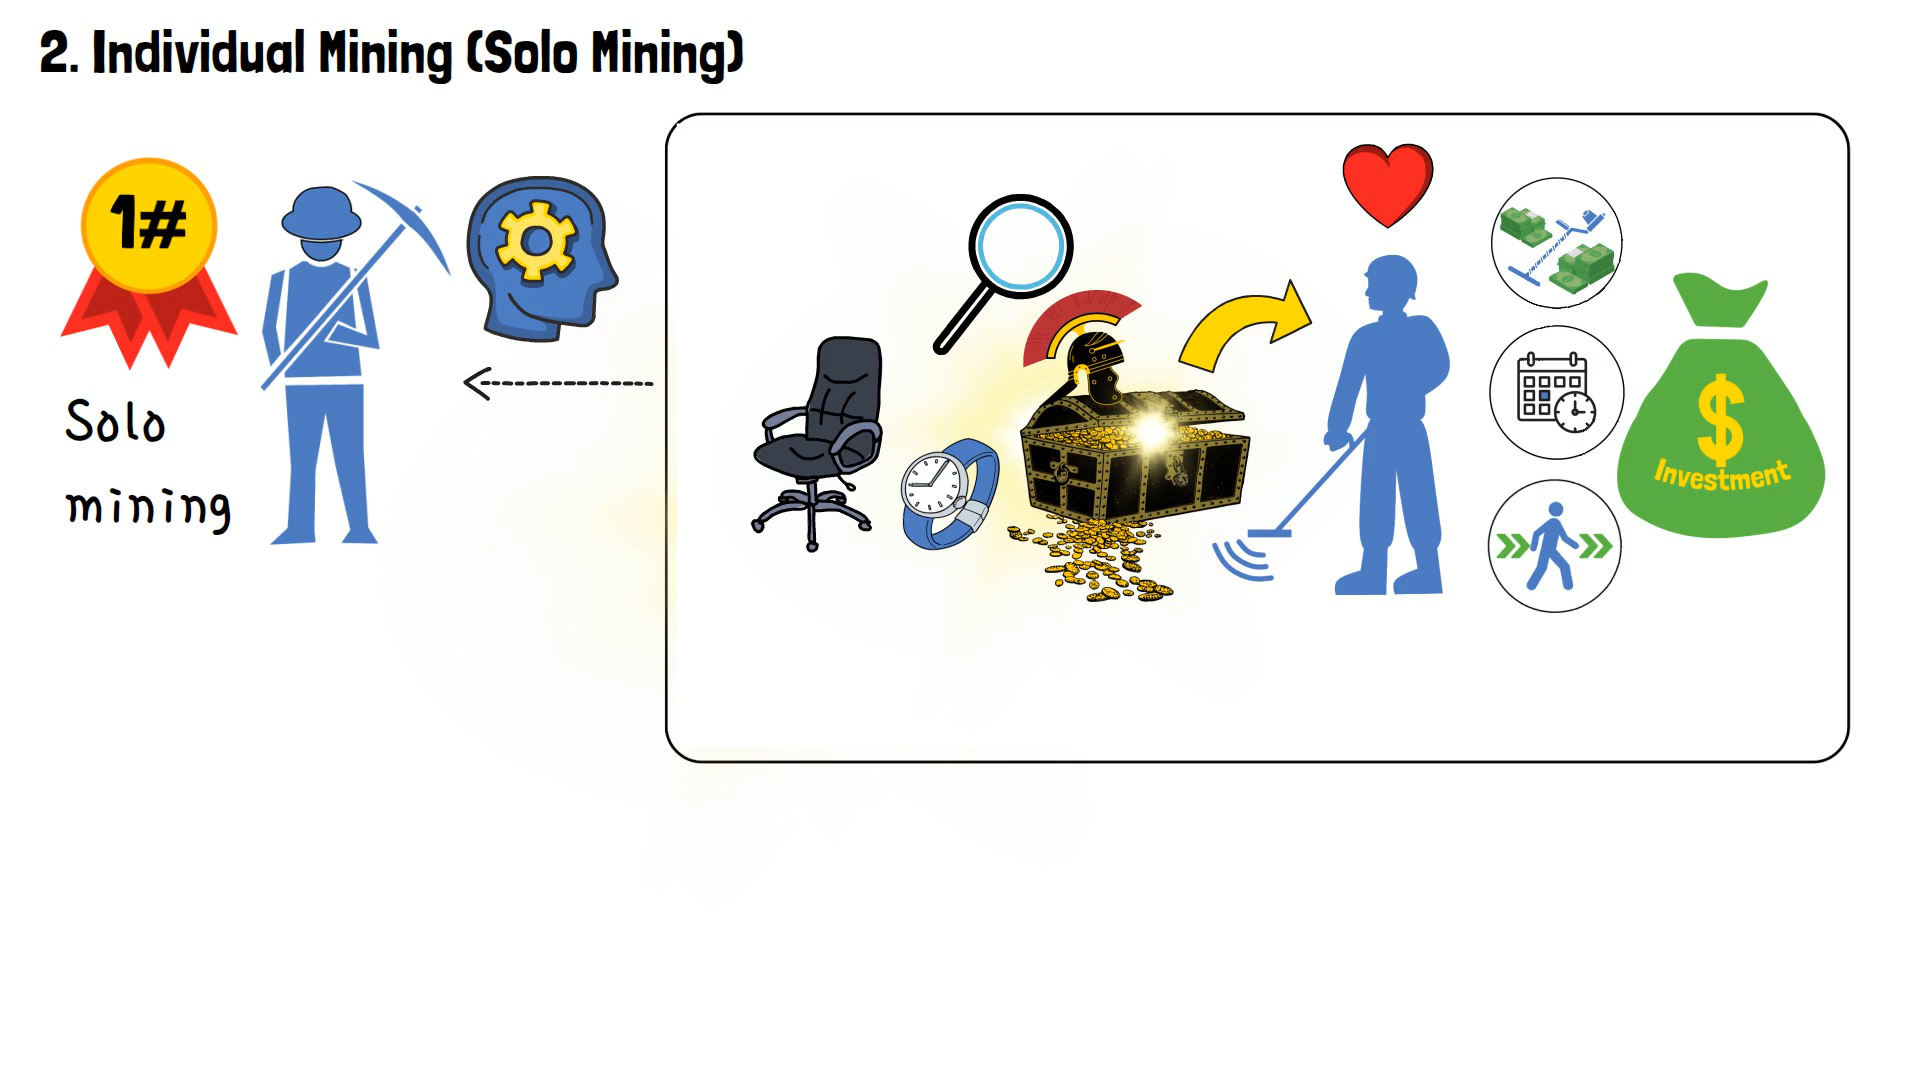 2. Individual Mining (Solo Mining)
1#
Solo
mining
$
Investment